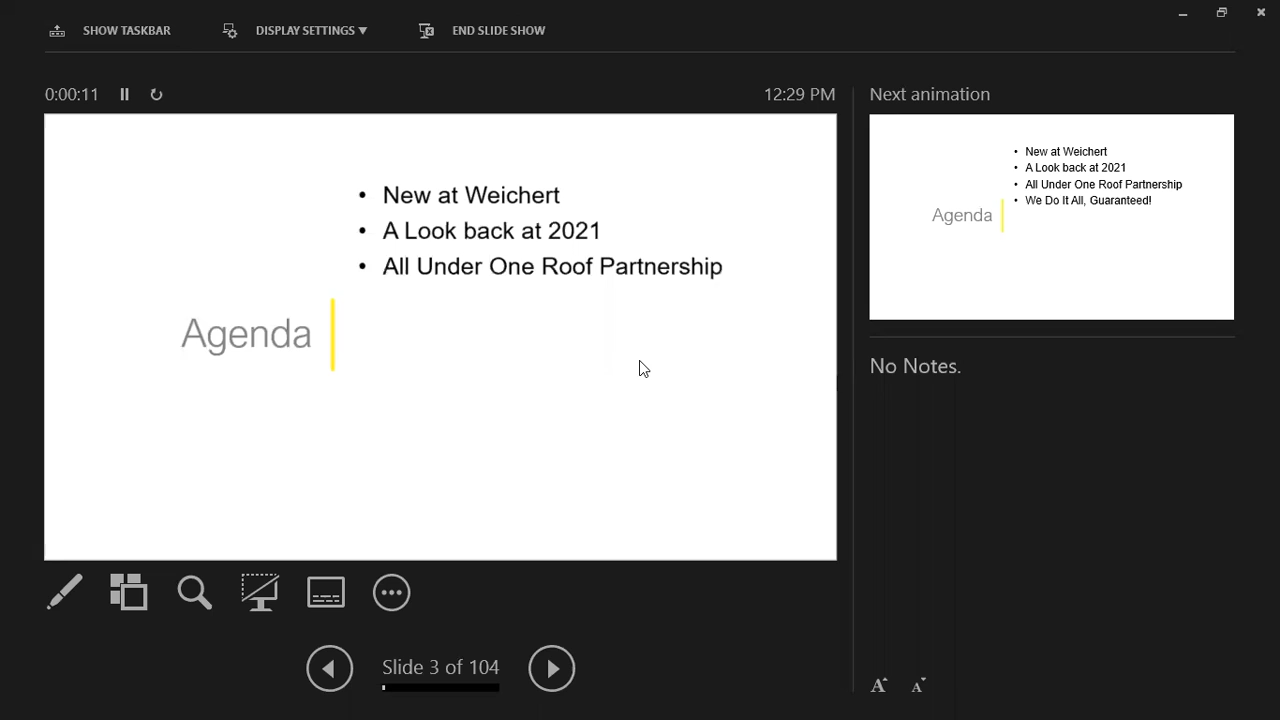 SHOW TASKBAR
DISPLAY SETTINGS ▼
END SLIDE SHOW
0:00:11
12:29 PM
• New at Weichert
• A Look back at 2021
• All Under One Roof Partnership
Agenda
Slide 3 of 104
Next animation
• New at Weichert
• A Look back at 2021
• All Under One Roof Partnership
• We Do It All, Guaranteed!
Agenda
No Notes.
A A